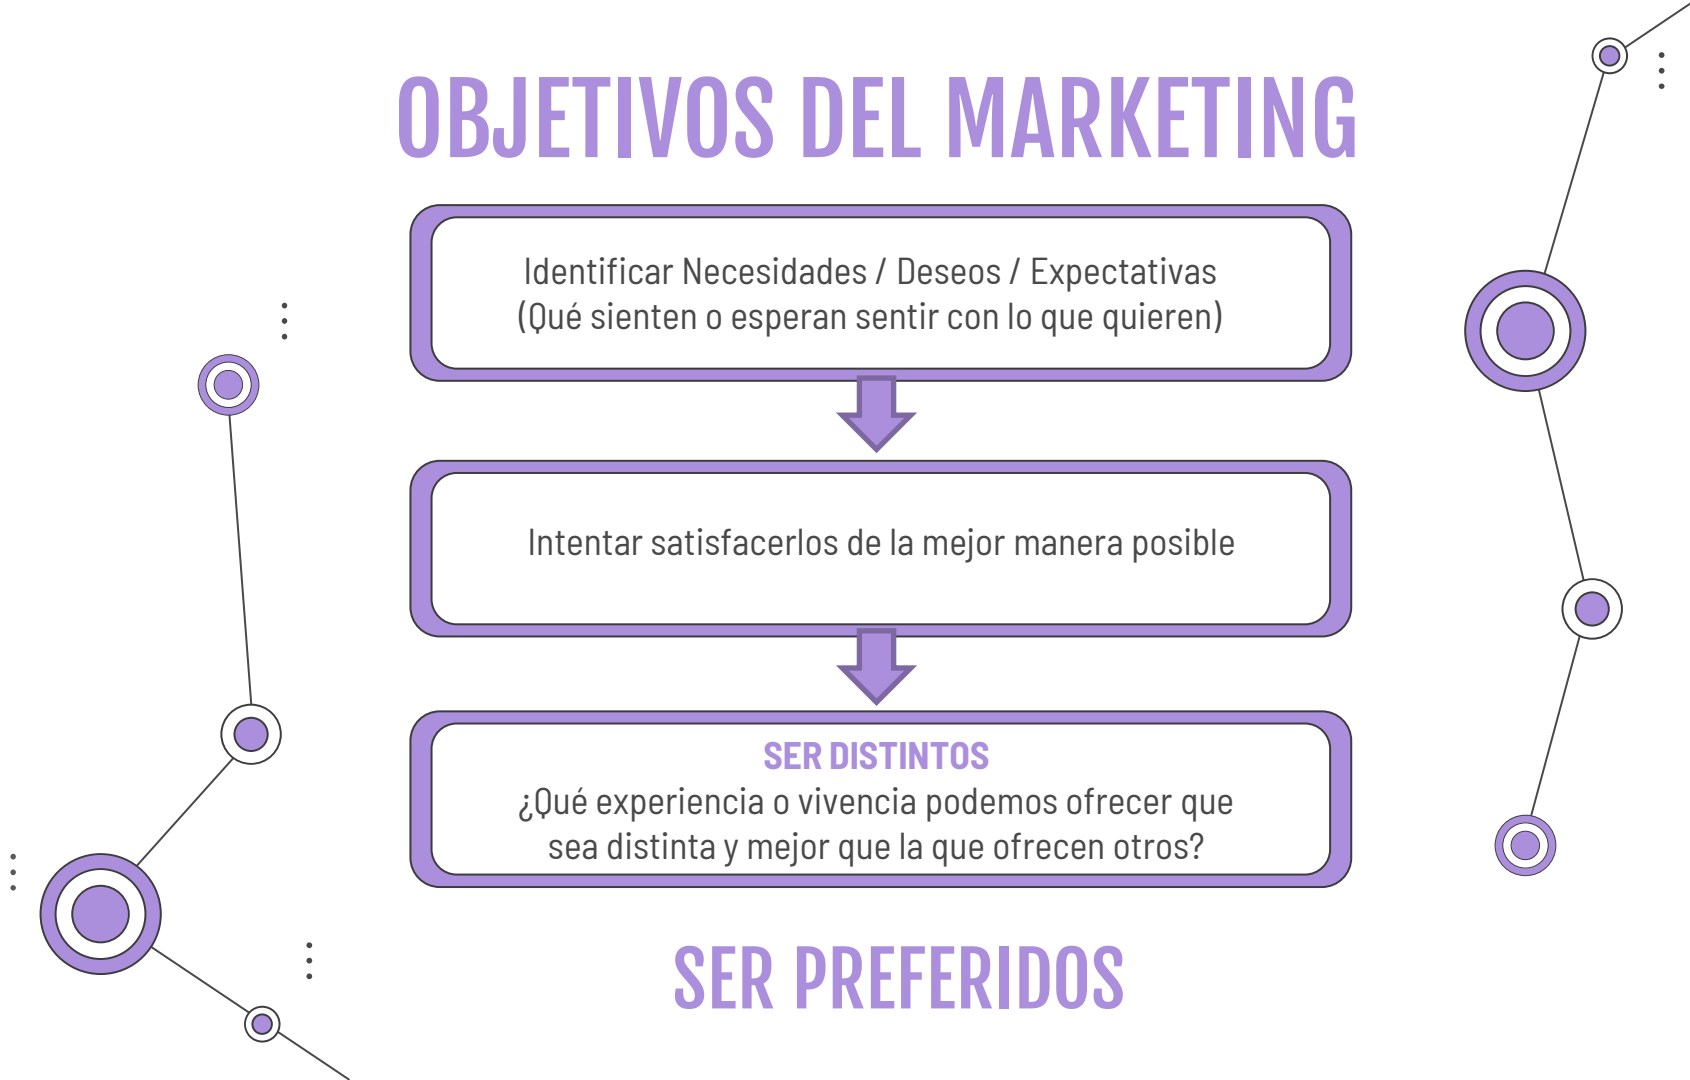 OBJETIVOS DEL MARKETING
Identificar Necesidades / Deseos / Expectativas
(Qué sienten o esperan sentir con lo que quieren)
Intentar satisfacerlos de la mejor manera posible
SER DISTINTOS
¿Qué experiencia o vivencia podemos ofrecer que
sea distinta y mejor que la que ofrecen otros?
SER PREFERIDOS